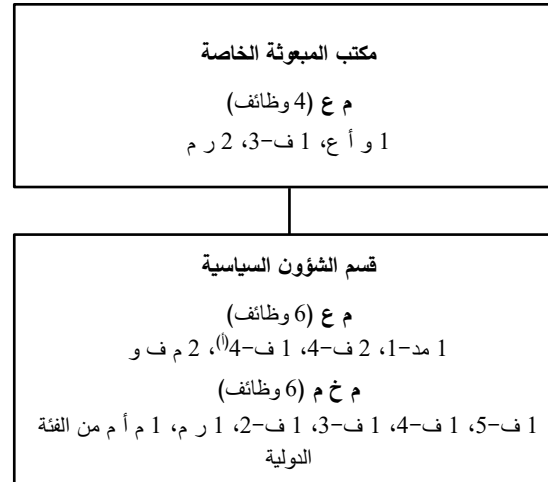 مكتب المبعوثة الخاصة
م ع (4 وظائف)
1 و أ ع، 1 ف-3، 2 ر م
قسم الشؤون السياسية
م ع (6 وظائف)
1 مد-1، 2 ف-4، 1 ف-4(أ)، 2 م ف و
م خ م (6 وظائف)
1 ف-5، 1 ف-4، 1 ف-3، 1 ف-2، 1 ر م، 1 م أ م من الفئة
الدولية